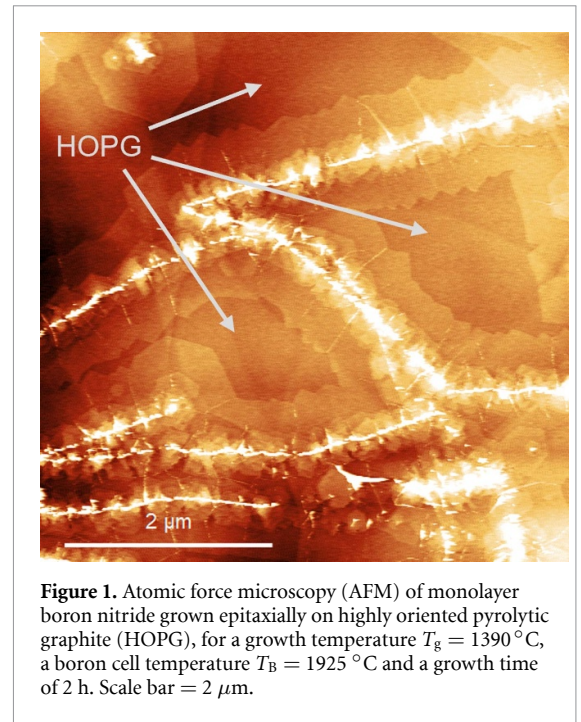 HOPG
2 μm
Figure 1. Atomic force microscopy (AFM) of monolayer
boron nitride grown epitaxially on highly oriented pyrolytic
graphite (HOPG), for a growth temperature Tg = 1390 °C,
a boron cell temperature TB = 1925 °C and a growth time
of 2 h. Scale bar = 2 μm.